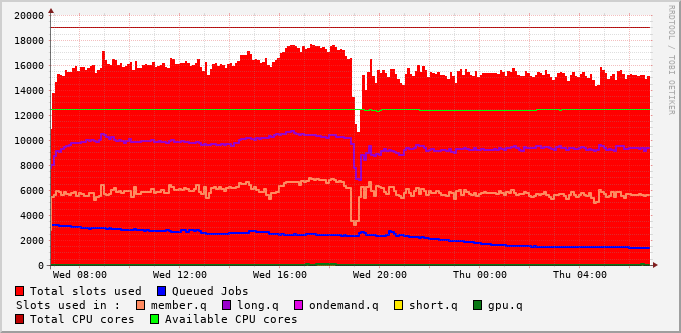 20000
18000
16000
14000
12000
10000
8000
6000
4000
2000
0
Wed 08:00 Wed 12:00 Wed 16:00 Wed 20:00 Thu 00:00 Thu 04:00
Total slots used Queued Jobs
Slots used in : member.q long.q ondemand.q short.q gpu.q
Total CPU cores Available CPU cores
RRDTOOL / TOBI OETIKER